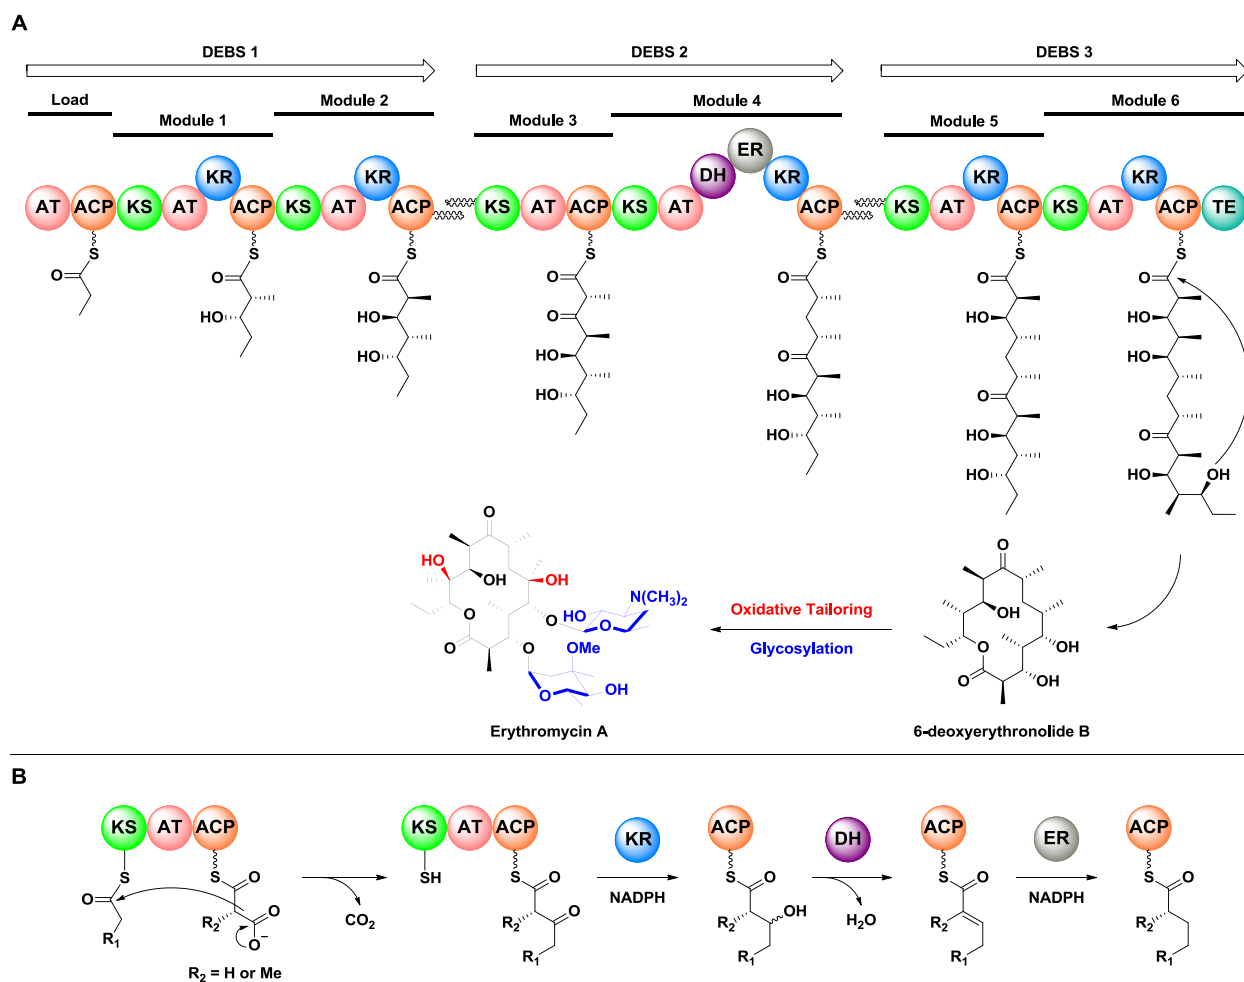 A
DEBS 1 DEBS 2 DEBS 3
Load Module 2 Module 4 Module 6
Module 1 Module 3 Module 5
ER
KR KR DH KR KR KR
AT ACP KS AT ACP KS AT ACP KS AT ACP KS AT ACP KS AT ACP KS AT ACP TE
S S S S S S S
O O O O O O O
HO HO O HO HO
HO HO O HO
HO HO O O
HO HO HO OH
HO
O O
HO OH OH N(CH3)2 OH
HO Oxidative Tailoring
O O O OH
O OMe Glycosylation O
O O O OH
O OH
Erythromycin A 6-deoxyerythronolide B
B
KS AT ACP KS AT ACP KR ACP DH ACP ER ACP
S S SH S NADPH S H2O S NADPH S
O O O O O O
R2 O CO2 R2 O R2 OH R2 R2
R1 O− R1 R1 R1 R1
R2 = H or Me